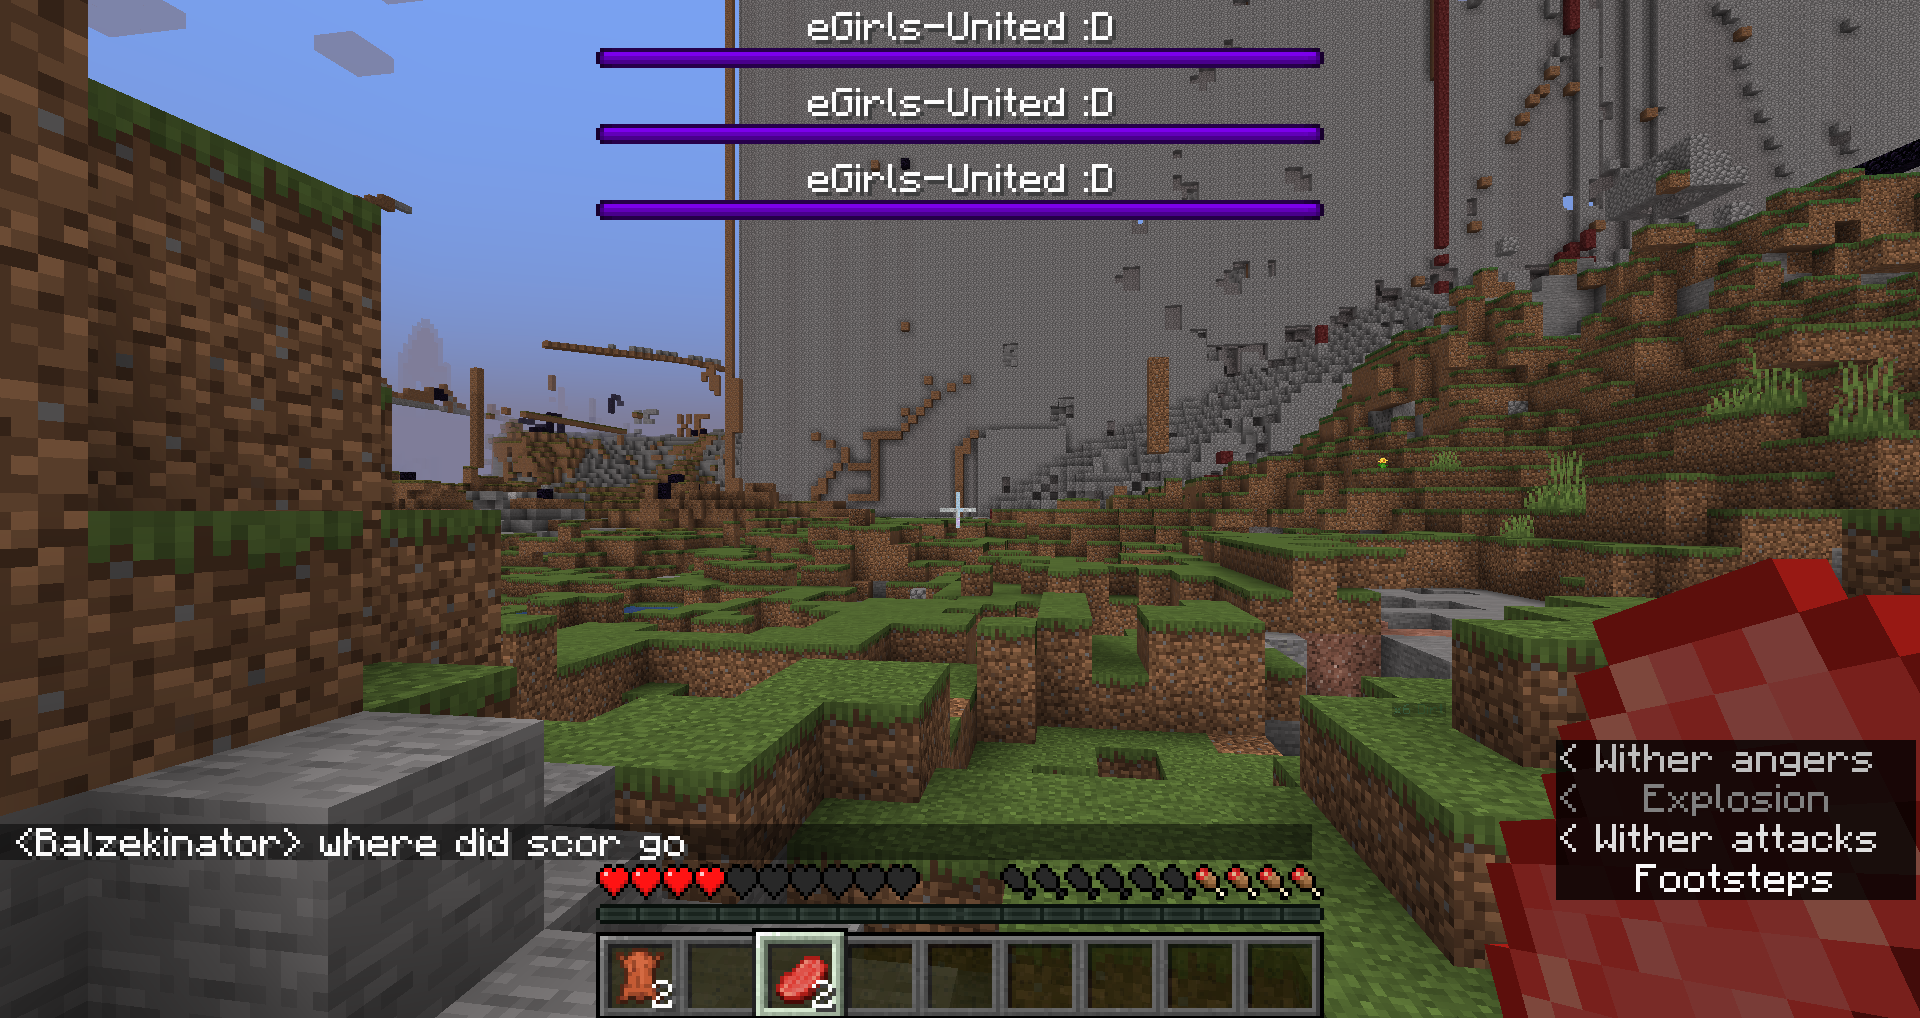 eGirls-United :D
eGirls-United :D
eGirls-United :D
< Wither angers
< Explosion
< Wither attacks
Footsteps
<Balzekinator> where did scor go
2
2